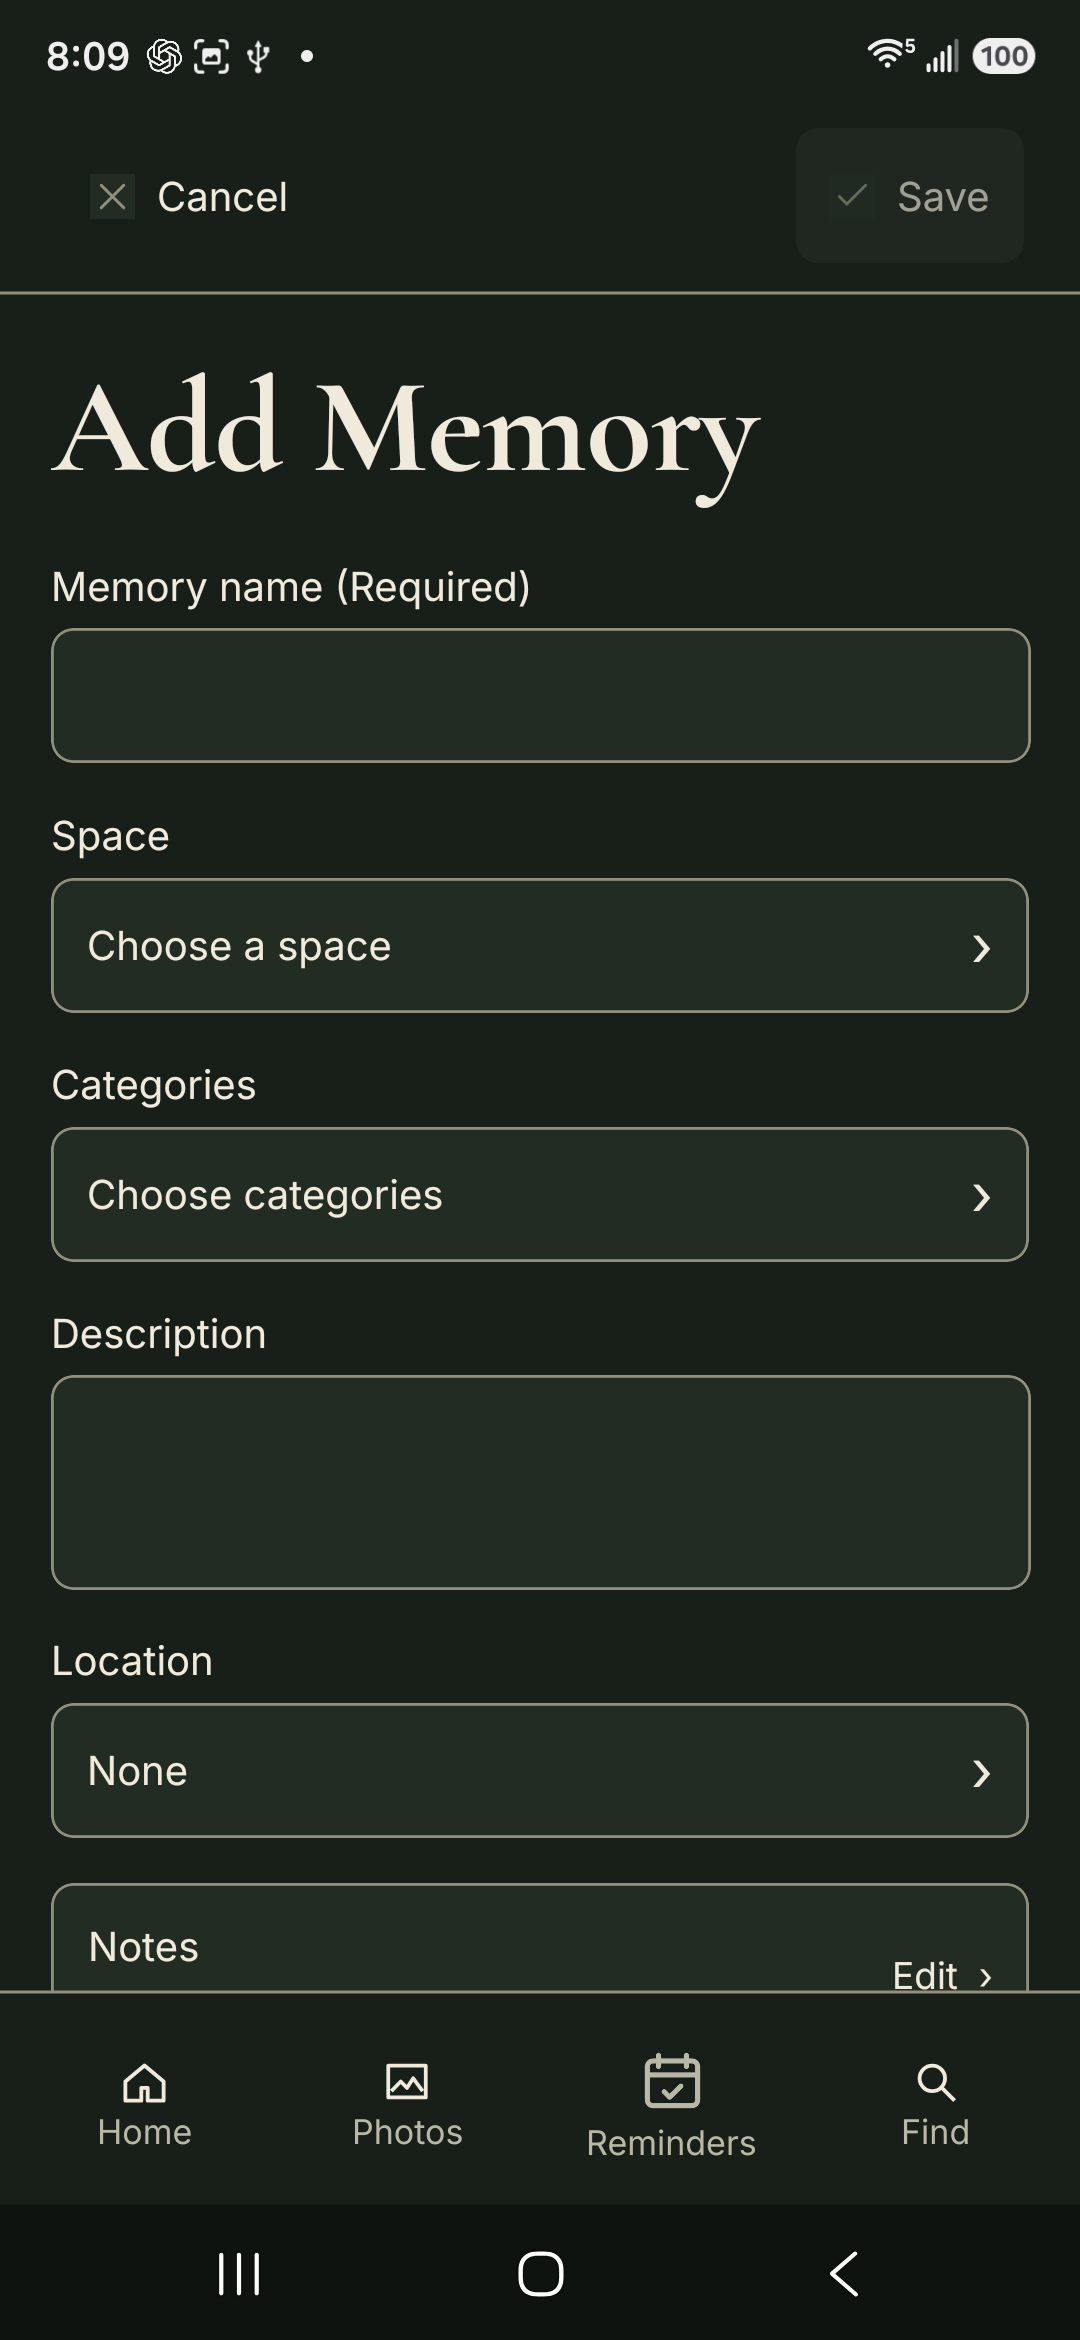 8:09
5
100
Cancel
Save
Add Memory
Memory name (Required)
Space
Choose a space
Categories
Choose categories
Description
Location
None
Notes
Edit
Home
Photos
Reminders
Find